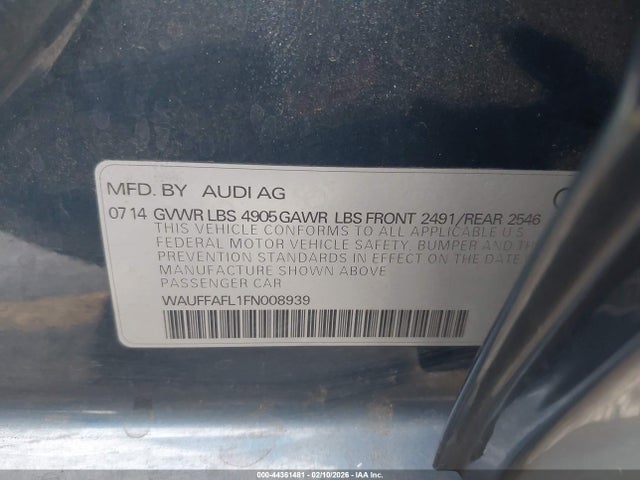 MFD. BY AUDI AG
07 14 GVWR LBS 4905 GAWR LBS FRONT 2491/REAR 2546
THIS VEHICLE CONFORMS TO ALL APPLICABLE U.S
FEDERAL MOTOR VEHICLE SAFETY, BUMPER AND THE
PREVENTION STANDARDS IN EFFECT ON THE DATE
MANUFACTURE SHOWN ABOVE
PASSENGER CAR
WAUFFAFL1FN008939
000-44361481 - 02/10/2026 - IAA Inc.